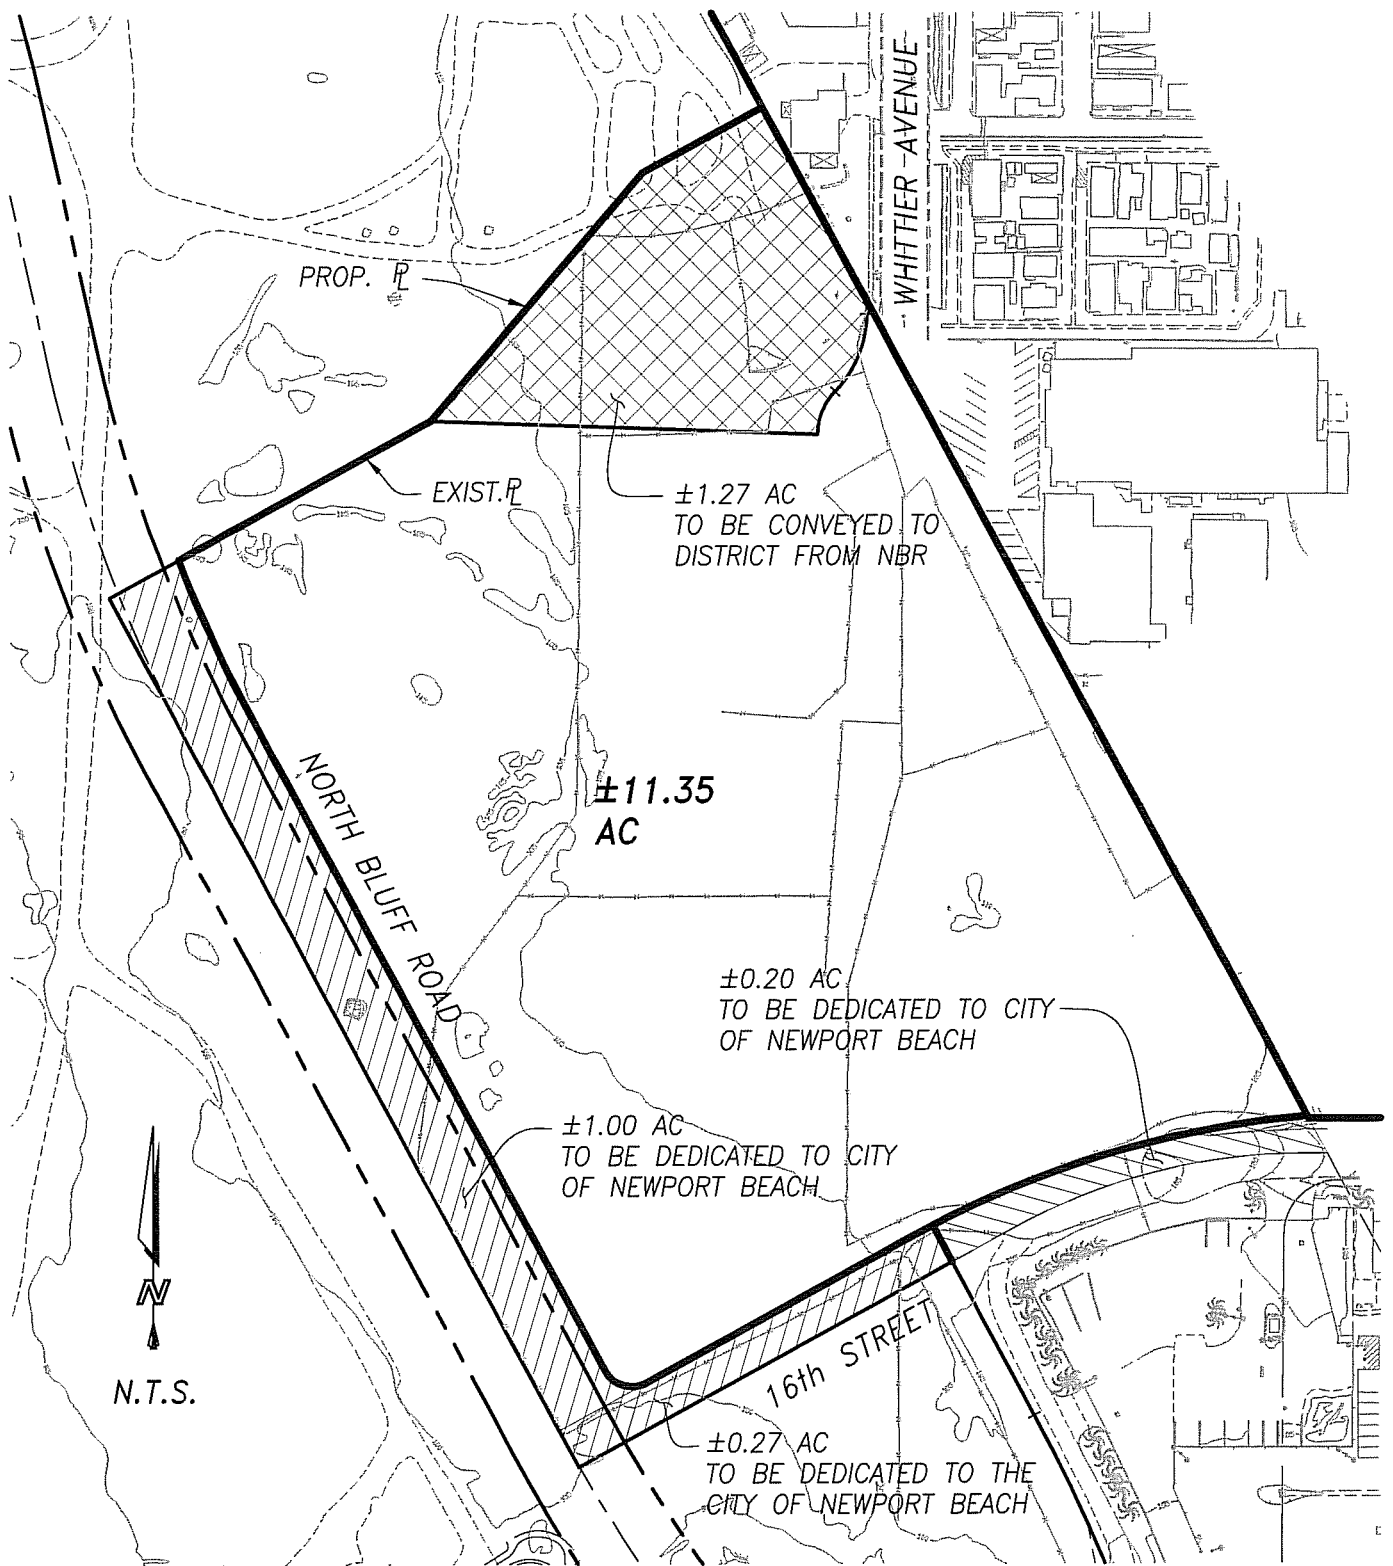 WHITTIER AVENUE
PROP. PL
EXIST. PL
±1.27 AC
TO BE CONVEYED TO
DISTRICT FROM NBR
NORTH BLUFF ROAD
±11.35
AC
±0.20 AC
TO BE DEDICATED TO CITY
OF NEWPORT BEACH
±1.00 AC
TO BE DEDICATED TO CITY
OF NEWPORT BEACH
N
N.T.S.
16th STREET
±0.27 AC
TO BE DEDICATED TO THE
CITY OF NEWPORT BEACH